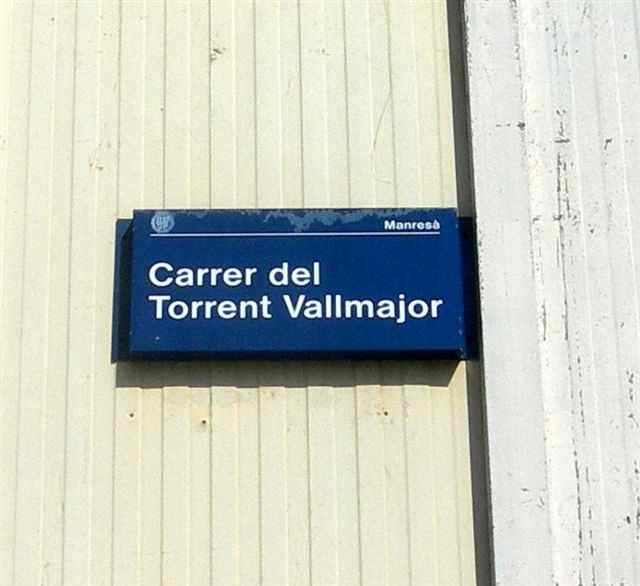 Manresà
Carrer del
Torrent Vallmajor